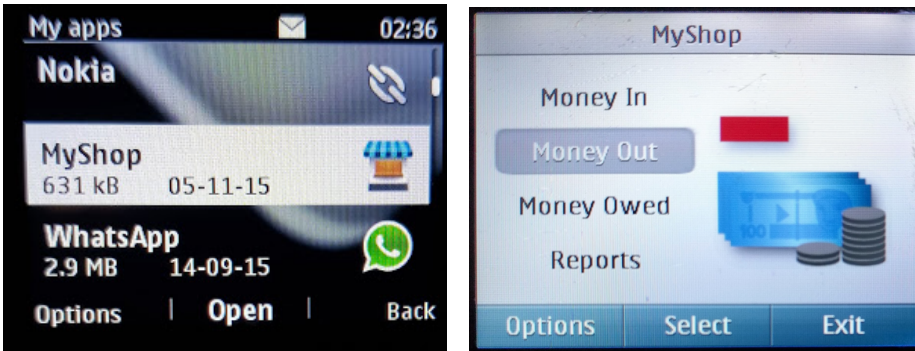 My apps 02:36
Nokia
MyShop
631 kB 05-11-15
WhatsApp
2.9 MB 14-09-15
Options Open Back
MyShop
Money In
Money Out
Money Owed
Reports
100
Options Select Exit